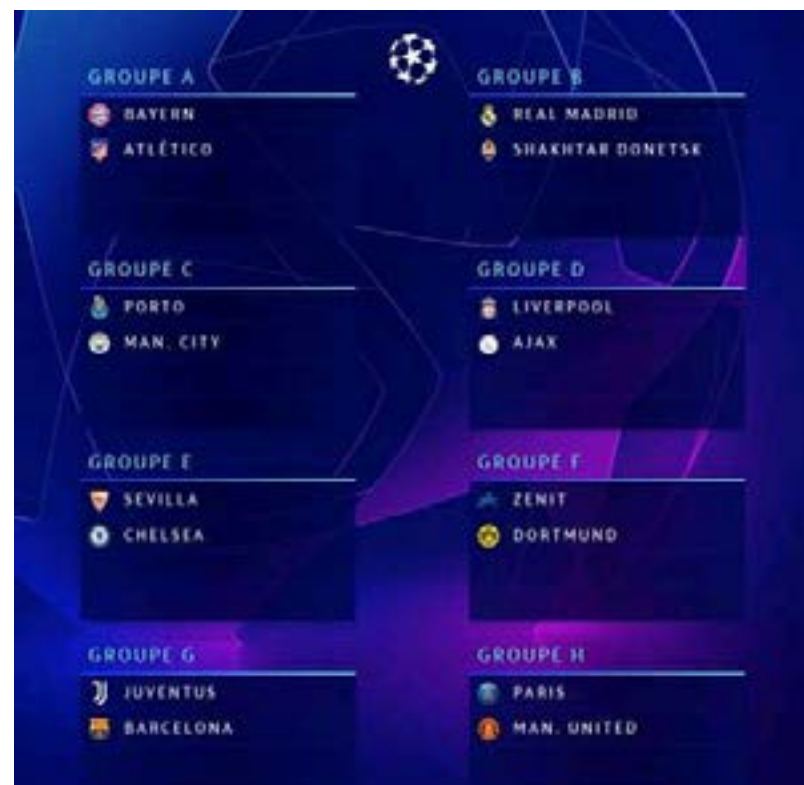 GROUPE A
BAYERN
ATLÉTICO
GROUPE B
REAL MADRID
SHAKHTAR DONETSK
GROUPE C
PORTO
MAN. CITY
GROUPE D
LIVERPOOL
AJAX
GROUPE E
SEVILLA
CHELSEA
GROUPE F
ZENIT
DORTMUND
GROUPE G
JUVENTUS
BARCELONA
GROUPE H
PARIS
MAN. UNITED